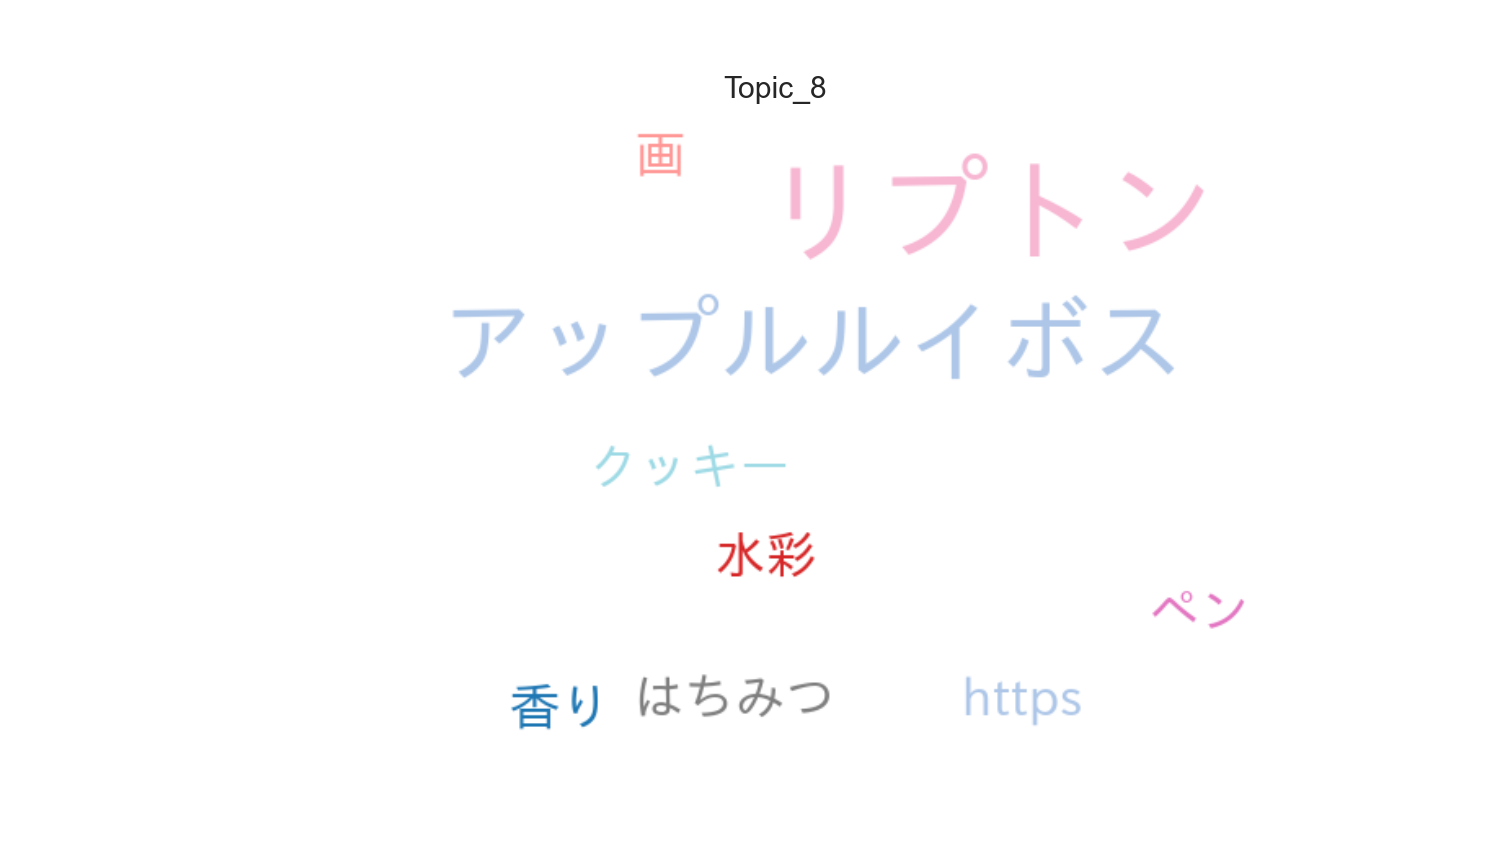 Topic_8
画
リプトン
アップルルイボス
クッキー
水彩
ペン
香り はちみつ https